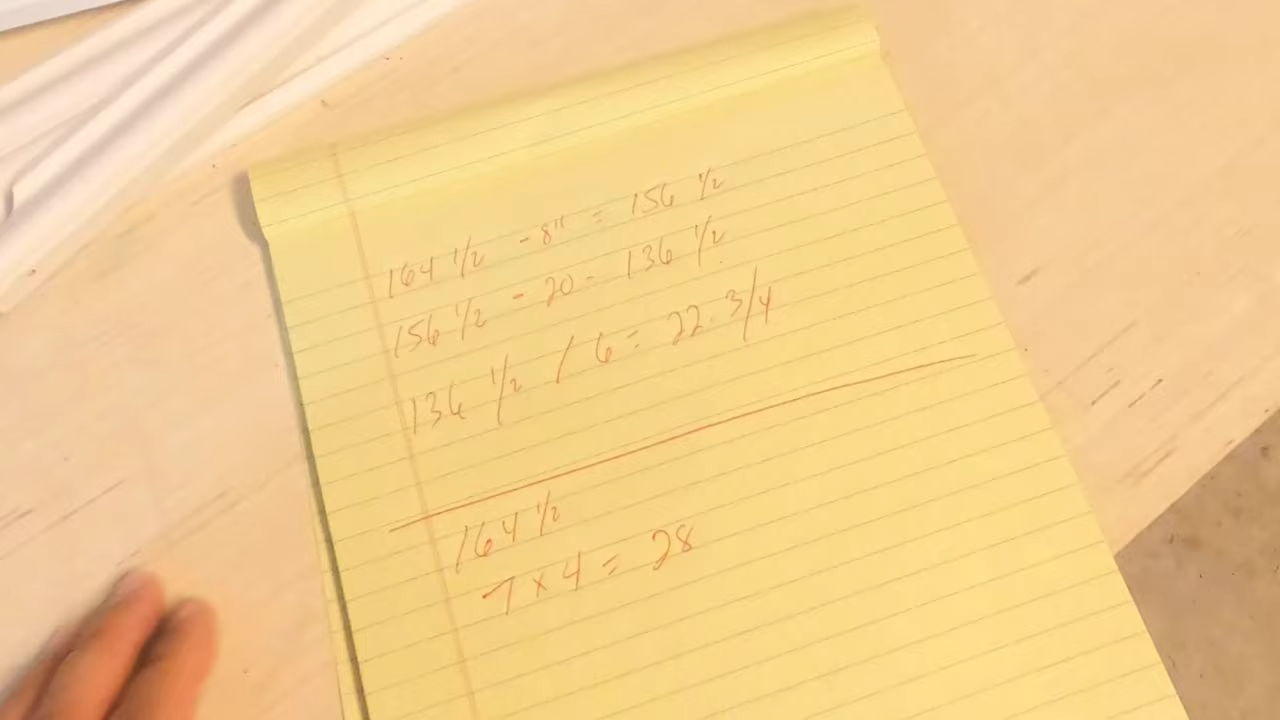 164 1/2 - 8" = 156 1/2
156 1/2 - 20 - 136 1/2
136 1/2 / 6 = 22 3/4
164 1/2
7 x 4 = 28